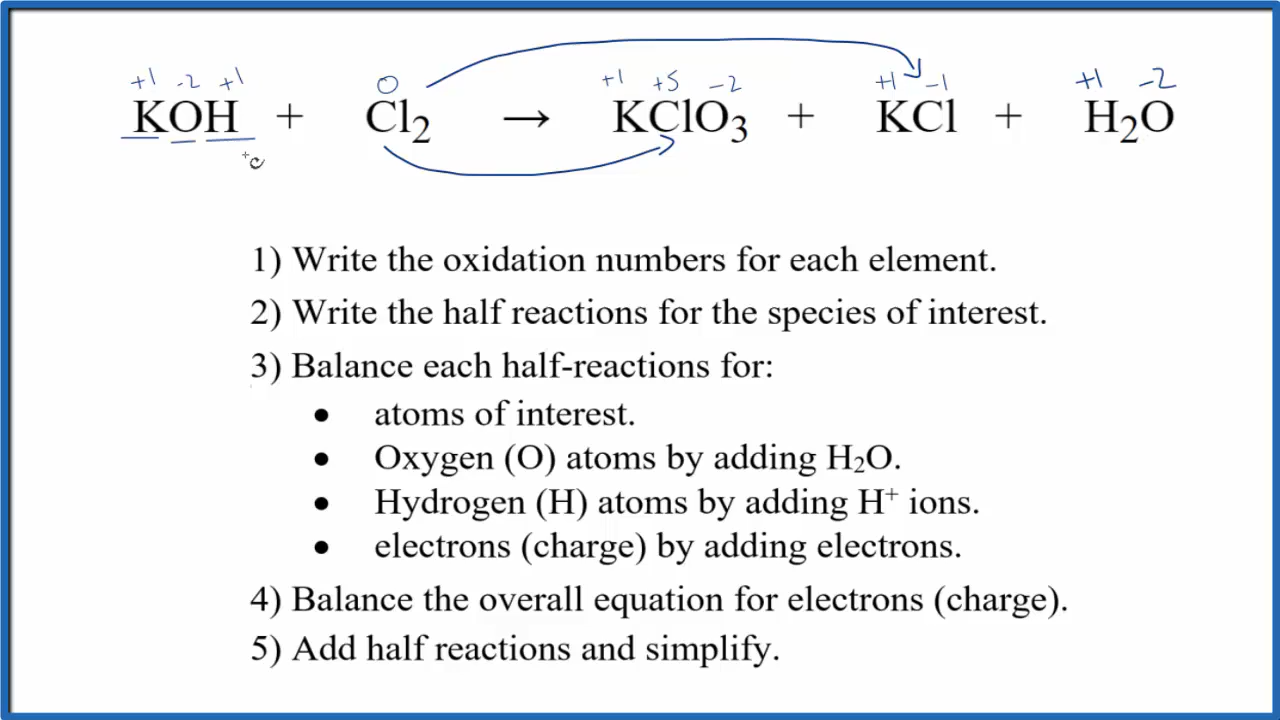 +1 -2 +1 0 +1 +5 -2 +1 -1 +1 -2
KOH + Cl₂ → KClO₃ + KCl + H₂O
1) Write the oxidation numbers for each element.
2) Write the half reactions for the species of interest.
3) Balance each half-reactions for:
• atoms of interest.
• Oxygen (O) atoms by adding H₂O.
• Hydrogen (H) atoms by adding H⁺ ions.
• electrons (charge) by adding electrons.
4) Balance the overall equation for electrons (charge).
5) Add half reactions and simplify.